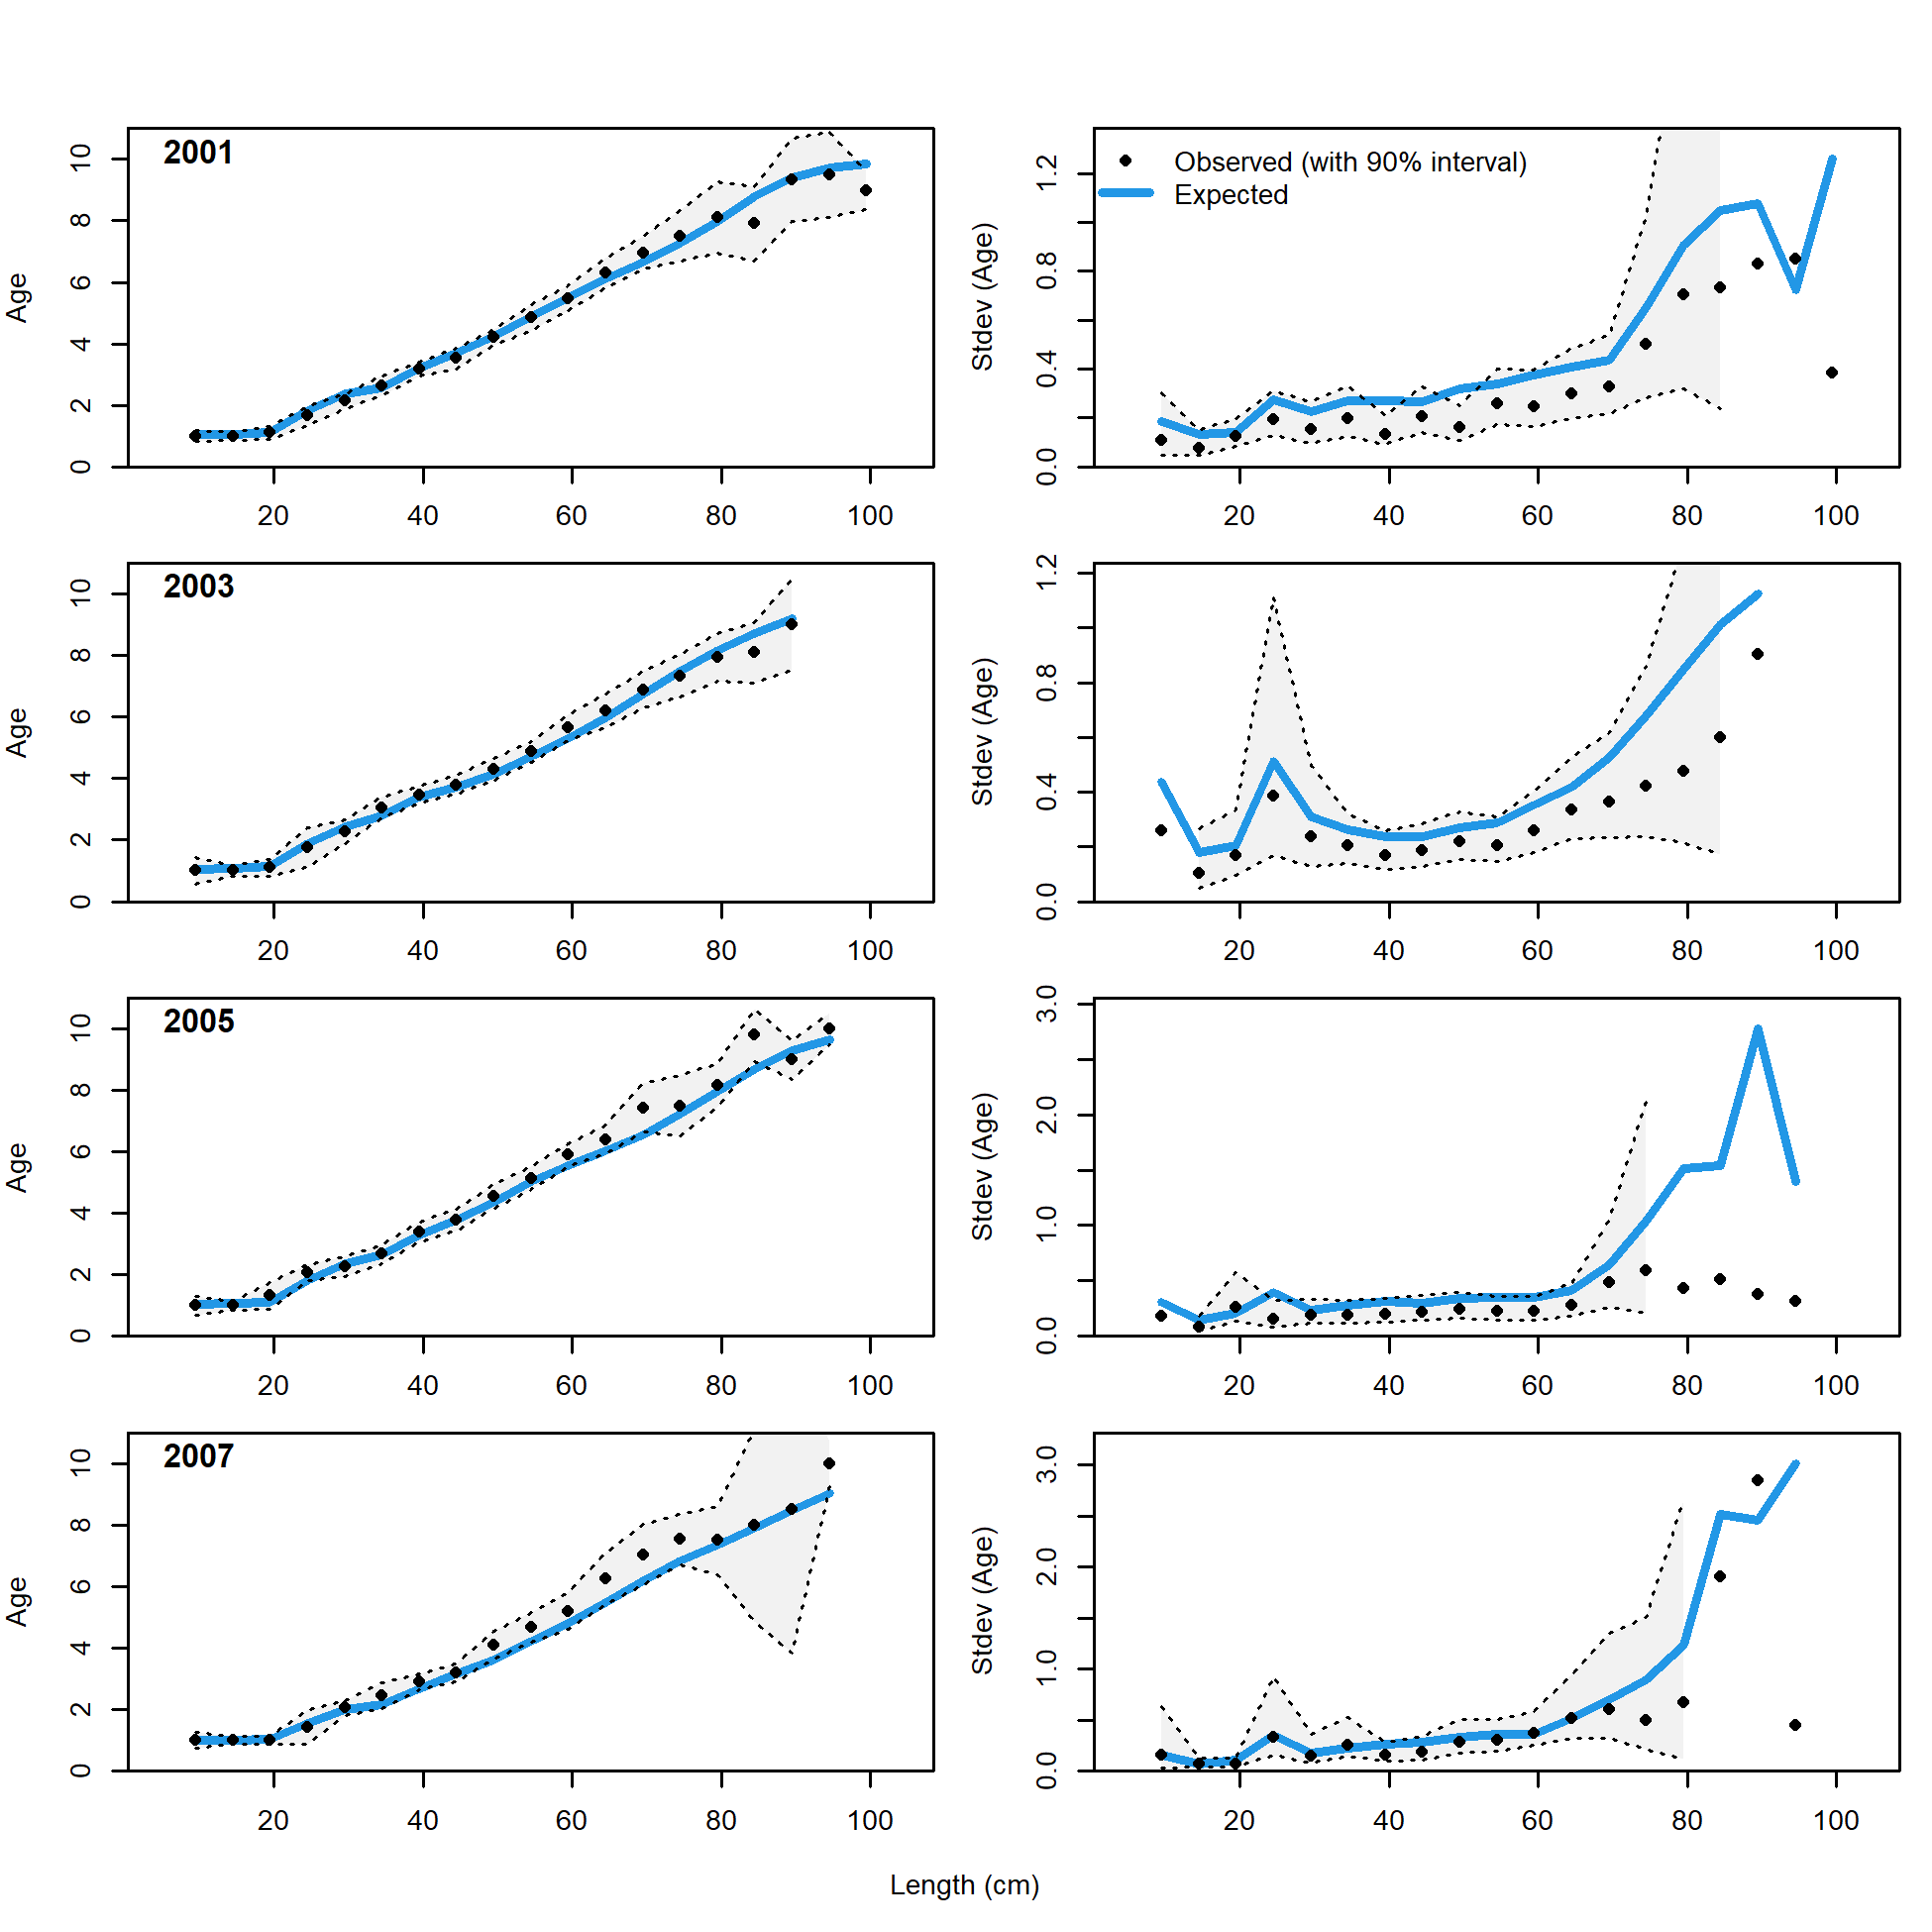 2001
Age
0 2 4 6 8 10
20 40 60 80 100
Observed (with 90% interval)
Expected
Stdev (Age)
0.0 0.4 0.8 1.2
20 40 60 80 100
2003
Age
0 2 4 6 8 10
20 40 60 80 100
Stdev (Age)
0.0 0.4 0.8 1.2
20 40 60 80 100
2005
Age
0 2 4 6 8 10
20 40 60 80 100
Stdev (Age)
0.0 1.0 2.0 3.0
20 40 60 80 100
2007
Age
0 2 4 6 8 10
20 40 60 80 100
Stdev (Age)
0.0 1.0 2.0 3.0
20 40 60 80 100
Length (cm)